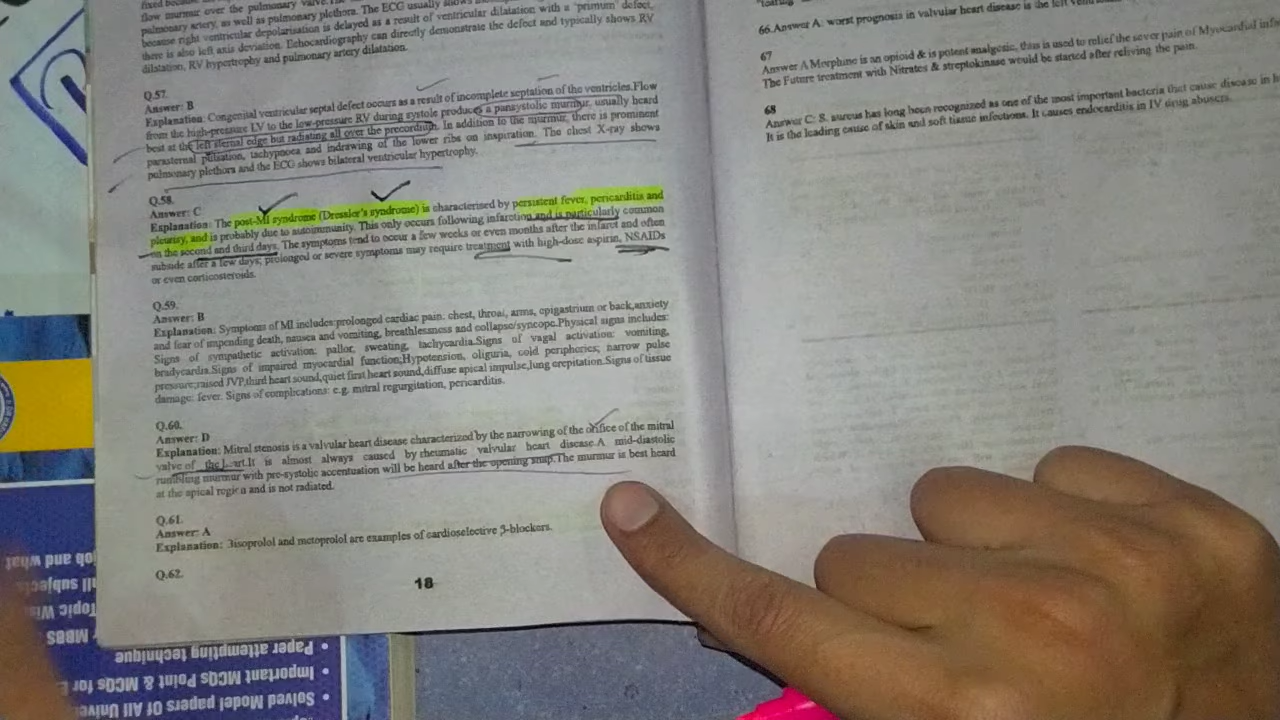 flow murmur over the pulmonary valve.
pulmonary artery, as well as pulmonary plethora. The ECG usually shows
because right ventricular depolarisation is delayed as a result of ventricular dilatation with a 'primum' defect,
there is also left axis deviation. Echocardiography can directly demonstrate the defect and typically shows RV
dilatation, RV hypertrophy and pulmonary artery dilatation.
Q.57.
Answer: B
Explanation: Congenital ventricular septal defect occurs as a result of incomplete septation of the ventricles.Flow
from the high-pressure LV to the low-pressure RV during systole produces a pansystolic murmur, usually heard
best at the left sternal edge but radiating all over the precordium. In addition to the murmur, there is prominent
parasternal pulsation, tachypnoea and indrawing of the lower ribs on inspiration. The chest X-ray shows
pulmonary plethora and the ECG shows bilateral ventricular hypertrophy.
Q.58.
Answer: C
Explanation: The post-MI syndrome (Dressler's syndrome) is characterised by persistent fever, pericarditis and
pleurisy, and is probably due to autoimmunity. This only occurs following infarction and is particularly common
on the second and third days. The symptoms tend to occur a few weeks or even months after the infarct and often
subside after a few days; prolonged or severe symptoms may require treatment with high-dose aspirin, NSAIDs
or even corticosteroids.
Q.59.
Answer: B
Explanation: Symptoms of MI includes:prolonged cardiac pain: chest, throat, arms, epigastrium or back,anxiety
and fear of impending death, nausea and vomiting, breathlessness and collapse/syncope.Physical signs includes:
Signs of sympathetic activation: pallor, sweating, tachycardia.Signs of vagal activation: vomiting,
bradycardia.Signs of impaired myocardial function;Hypotension, oliguria, cold peripheries; narrow pulse
pressure;raised JVP,third heart sound,quiet first heart sound,diffuse apical impulse,lung crepitation.Signs of tissue
damage: fever. Signs of complications: e.g. mitral regurgitation, pericarditis.
Q.60.
Answer: D
Explanation: Mitral stenosis is a valvular heart disease characterized by the narrowing of the orifice of the mitral
valve of the heart.It is almost always caused by rheumatic valvular heart disease.A mid-diastolic
rumbling murmur with pre-systolic accentuation will be heard after the opening snap.The murmur is best heard
at the apical region and is not radiated.
Q.61.
Answer: A
Explanation: Bisoprolol and metoprolol are examples of cardioselective β-blockers.
Q.62.
18
66.Answer A: worst prognosis in valvular heart disease is the left
67
Answer A Morphine is an opioid & is potent analgesic, thus is used to relief the sever pain of Myocardial
The Future treatment with Nitrates & streptokinase would be started after reliving the pain.
68
Answer C: S. aureus has long been recognized as one of the most important bacteria that cause disease in
It is the leading cause of skin and soft tissue infections. It causes endocarditis in IV drug abusers.
job and what
all subjects
Topic Wise
MBBS
• Paper attempting technique
• Important MCQs Point & MCQs for
• Solved Model papers Of All